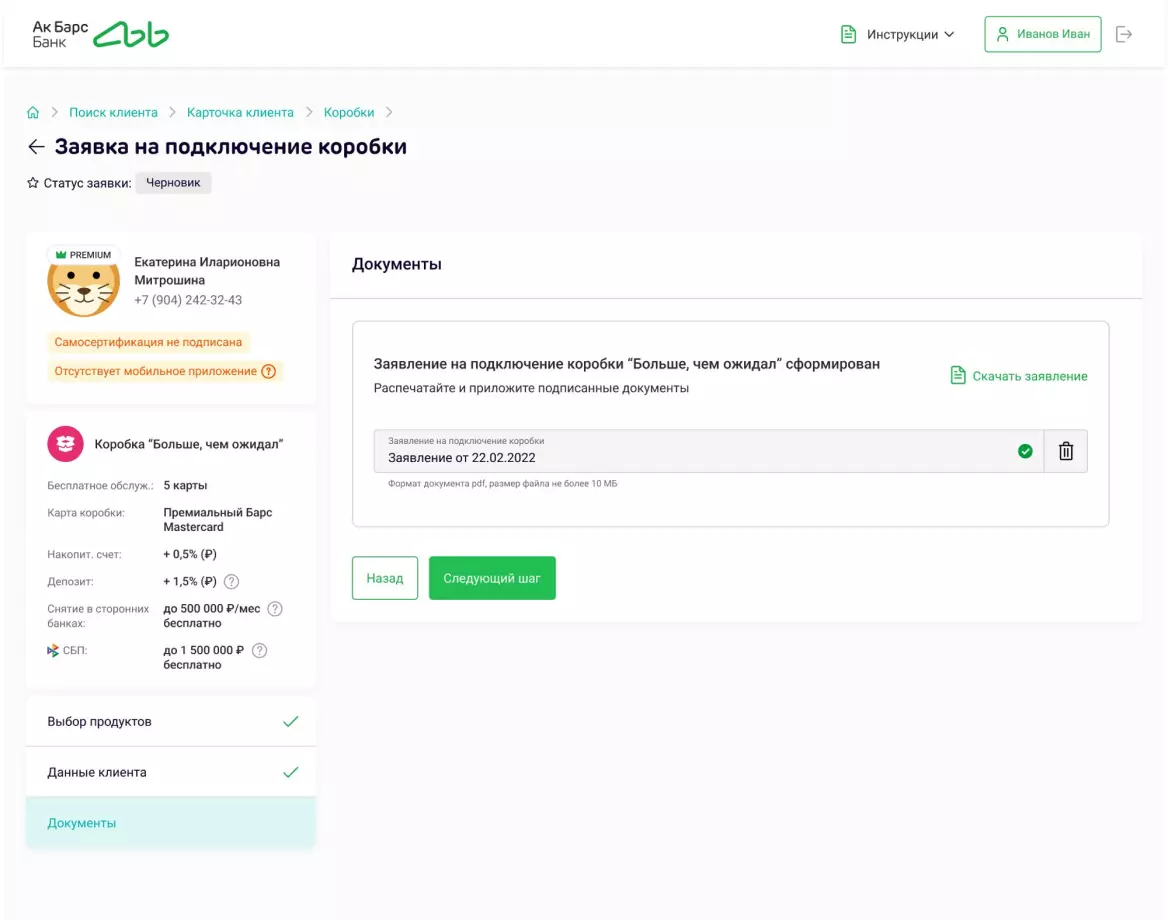 Ак Барс
Банк
Инструкции
Иванов Иван
Поиск клиента
Карточка клиента
Коробки
Заявка на подключение коробки
Статус заявки: Черновик
PREMIUM
Екатерина Иларионовна
Митрошина
+7 (904) 242-32-43
Самосертификация не подписана
Отсутствует мобильное приложение
Коробка “Больше, чем ожидал”
Бесплатное обслуж.: 5 карты
Карта коробки: Премиальный Барс
Mastercard
Накопит. счет: + 0,5% (₽)
Депозит: + 1,5% (₽) ?
Снятие в сторонних до 500 000 ₽/мес ?
банках: бесплатно
СБП: до 1 500 000 ₽ ?
бесплатно
Выбор продуктов
Данные клиента
Документы
Документы
Заявление на подключение коробки “Больше, чем ожидал” сформирован
Распечатайте и приложите подписанные документы
Скачать заявление
Заявление на подключение коробки
Заявление от 22.02.2022
Формат документа pdf, размер файла не более 10 МБ
Назад
Следующий шаг